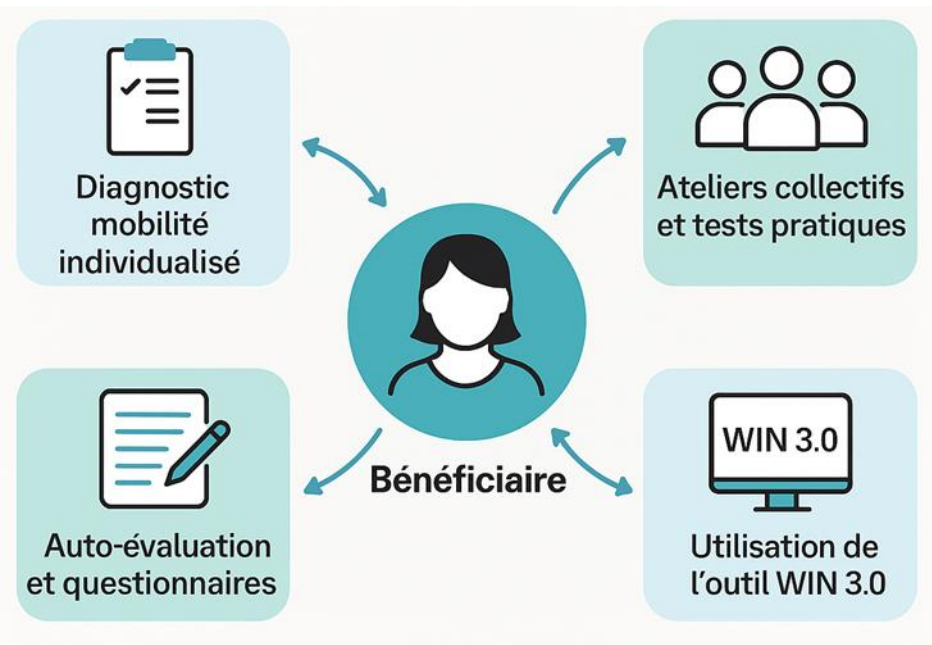 Diagnostic
mobilité
individualisé
Ateliers collectifs
et tests pratiques
Bénéficiaire
Auto-évaluation
et questionnaires
WIN 3.0
Utilisation de
l'outil WIN 3.0